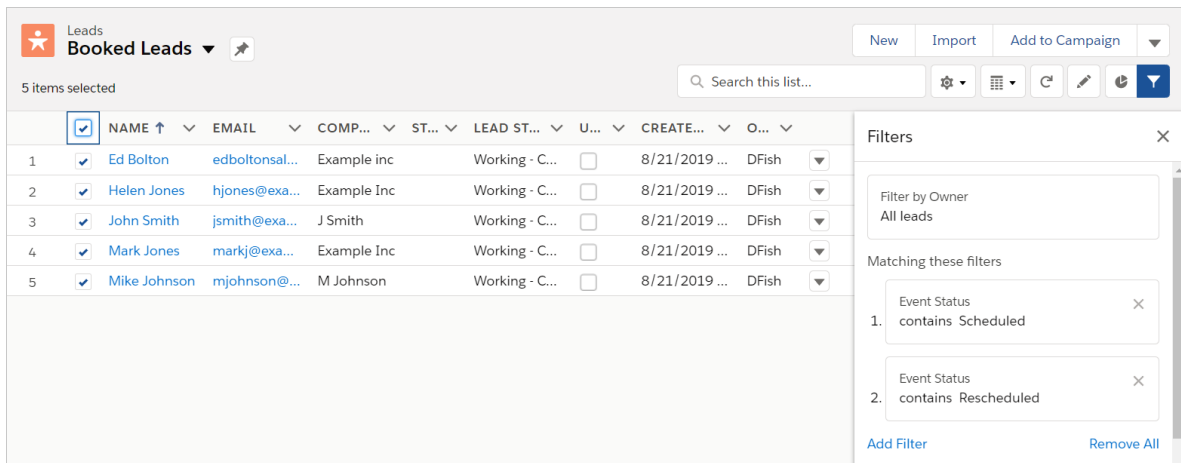 Leads
Booked Leads
New Import Add to Campaign
5 items selected
Search this list...
NAME EMAIL COMP... ST... LEAD ST... U... CREATE... O...
1 Ed Bolton edboltonsal... Example inc Working - C... 8/21/2019 ... DFish
2 Helen Jones hjones@exa... Example Inc Working - C... 8/21/2019 ... DFish
3 John Smith jsmith@exa... J Smith Working - C... 8/21/2019 ... DFish
4 Mark Jones markj@exa... Example Inc Working - C... 8/21/2019 ... DFish
5 Mike Johnson mjohnson@... M Johnson Working - C... 8/21/2019 ... DFish
Filters
Filter by Owner
All leads
Matching these filters
Event Status
1. contains Scheduled
Event Status
2. contains Rescheduled
Add Filter Remove All